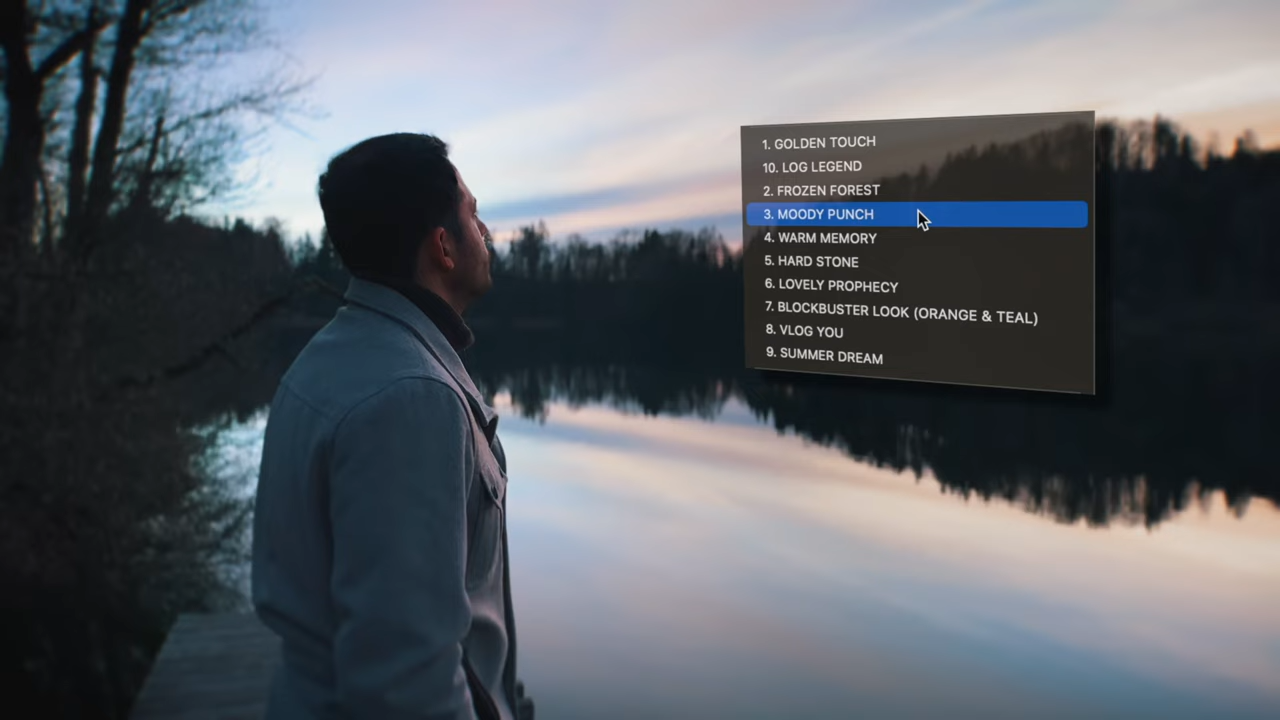 1. GOLDEN TOUCH
10. LOG LEGEND
2. FROZEN FOREST
3. MOODY PUNCH
4. WARM MEMORY
5. HARD STONE
6. LOVELY PROPHECY
7. BLOCKBUSTER LOOK (ORANGE & TEAL)
8. VLOG YOU
9. SUMMER DREAM